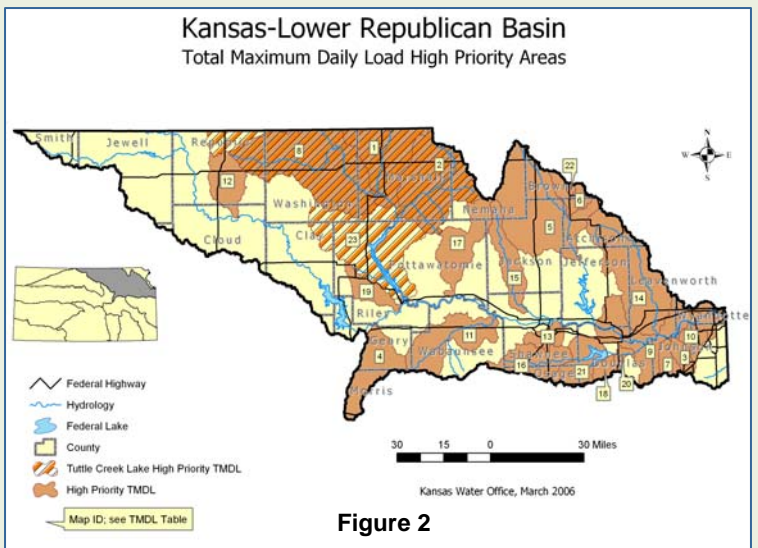 Kansas-Lower Republican Basin
Total Maximum Daily Load High Priority Areas
N
W E
S
Smith
Jewell
Republic
Marshall
Brown
Washington
Nemaha
Cloud
Clay
Pottawatomie
Jackson
Atchison
Jefferson
Leavenworth
Riley
Geary
Wabaunsee
Shawnee
Douglas
Johnson
Wyandotte
Osage
Morris
1
2
3
4
5
6
7
8
9
10
11
12
13
14
15
16
17
18
19
20
21
22
23
Federal Highway
Hydrology
Federal Lake
County
Tuttle Creek Lake High Priority TMDL
High Priority TMDL
Map ID; see TMDL Table
30 15 0 30 Miles
Kansas Water Office, March 2006
Figure 2